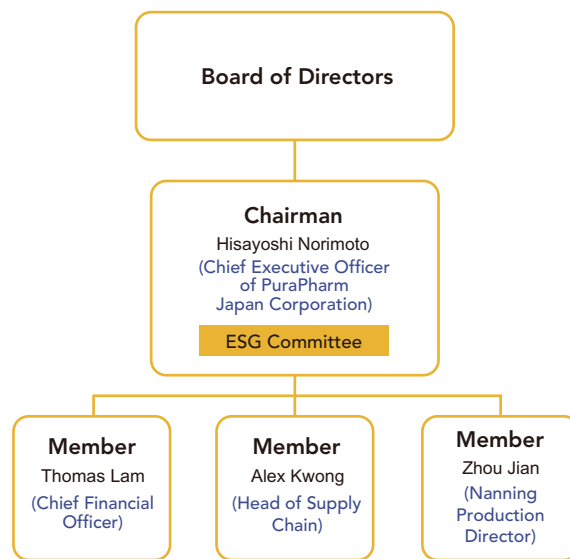 Board of Directors
Chairman
Hisayoshi Norimoto
(Chief Executive Officer
of PuraPharm
Japan Corporation)
ESG Committee
Member
Thomas Lam
(Chief Financial
Officer)
Member
Alex Kwong
(Head of Supply
Chain)
Member
Zhou Jian
(Nanning
Production
Director)